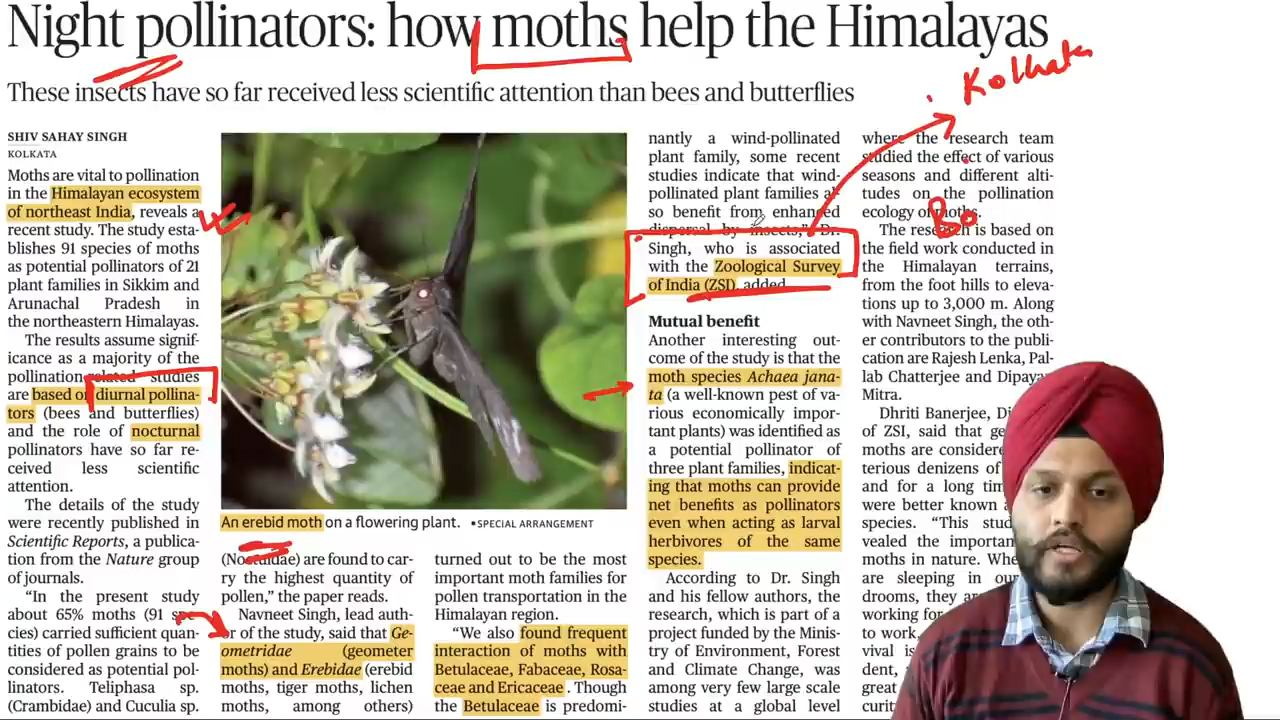 Night pollinators: how moths help the Himalayas
These insects have so far received less scientific attention than bees and butterflies
SHIV SAHAY SINGH
KOLKATA
Moths are vital to pollination
in the Himalayan ecosystem
of northeast India, reveals a
recent study. The study esta-
blishes 91 species of moths
as potential pollinators of 21
plant families in Sikkim and
Arunachal Pradesh in
the northeastern Himalayas.
The results assume signif-
icance as a majority of the
pollination-related studies
are based on diurnal pollina-
tors (bees and butterflies)
and the role of nocturnal
pollinators have so far re-
ceived less scientific
attention.
The details of the study
were recently published in
Scientific Reports, a publica-
tion from the Nature group
of journals.
"In the present study
about 65% moths (91 spe-
cies) carried sufficient quan-
tities of pollen grains to be
considered as potential pol-
linators. Teliphasa sp.
(Crambidae) and Cuculia sp.
An erebid moth on a flowering plant. •SPECIAL ARRANGEMENT
(Noctuidae) are found to car-
ry the highest quantity of
pollen," the paper reads.
Navneet Singh, lead auth-
or of the study, said that Ge-
ometridae (geometer
moths) and Erebidae (erebid
moths, tiger moths, lichen
moths, among others)
turned out to be the most
important moth families for
pollen transportation in the
Himalayan region.
"We also found frequent
interaction of moths with
Betulaceae, Fabaceae, Rosa-
ceae and Ericaceae. Though
the Betulaceae is predomi-
nantly a wind-pollinated
plant family, some recent
studies indicate that wind-
pollinated plant families al-
so benefit from enhanced
dispersal by insects," Dr.
Singh, who is associated
with the Zoological Survey
of India (ZSI), added.
Mutual benefit
Another interesting out-
come of the study is that the
moth species Achaea jana-
ta (a well-known pest of va-
rious economically impor-
tant plants) was identified as
a potential pollinator of
three plant families, indicat-
ing that moths can provide
net benefits as pollinators
even when acting as larval
herbivores of the same
species.
According to Dr. Singh
and his fellow authors, the
research, which is part of a
project funded by the Minis-
try of Environment, Forest
and Climate Change, was
among very few large scale
studies at a global level
where the research team
studied the effect of various
seasons and different alti-
tudes on the pollination
ecology of moths.
The research is based on
the field work conducted in
the Himalayan terrains,
from the foot hills to eleva-
tions up to 3,000 m. Along
with Navneet Singh, the oth-
er contributors to the publi-
cation are Rajesh Lenka, Pal-
lab Chatterjee and Dipayan
Mitra.
Dhriti Banerjee,
of ZSI, said that
moths are considere
terious denizens of
and for a long tim
were better known
species. "This stud
vealed the importan
moths in nature. Whe
are sleeping in our
drooms, they are
working for
to work.
vival is
dent,
great
curit
Kolkata
Bo